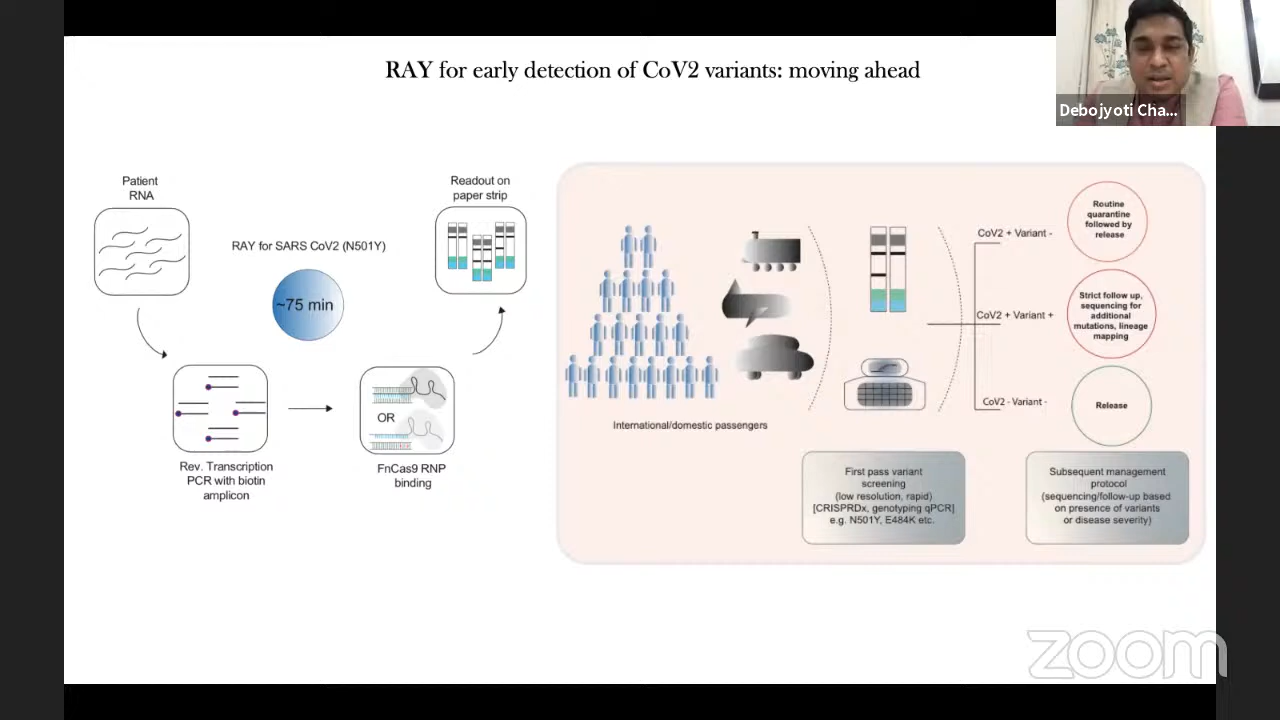 RAY for early detection of CoV2 variants: moving ahead
Debojyoti Cha...
Patient
RNA
RAY for SARS CoV2 (N501Y)
~75 min
Readout on
paper strip
Rev. Transcription
PCR with biotin
amplicon
OR
FnCas9 RNP
binding
International/domestic passengers
CoV2 + Variant -
CoV2 + Variant +
CoV2 - Variant -
Routine
quarantine
followed by
release
Strict follow up,
sequencing for
additional
mutations, lineage
mapping
Release
First pass variant
screening
(low resolution, rapid)
[CRISPRDx, genotyping qPCR]
e.g. N501Y, E484K etc.
Subsequent management
protocol
(sequencing/follow-up based
on presence of variants
or disease severity)
zoom